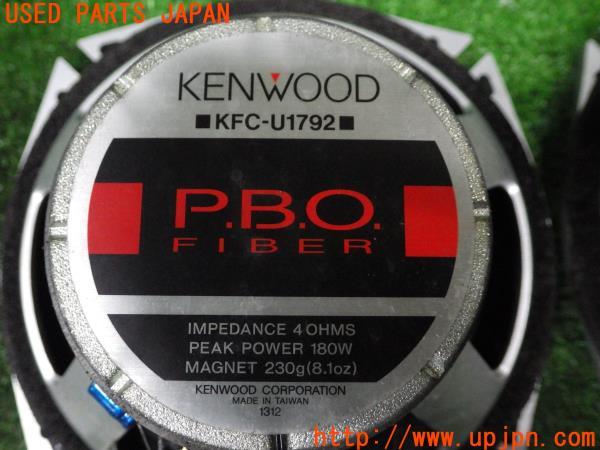 USED PARTS JAPAN
KENWOOD
■KFC-U1792■
P.B.O.
FIBER
IMPEDANCE 4 OHMS
PEAK POWER 180W
MAGNET 230g(8.1oz)
KENWOOD CORPORATION
MADE IN TAIWAN
1312
http://www.upjpn.com